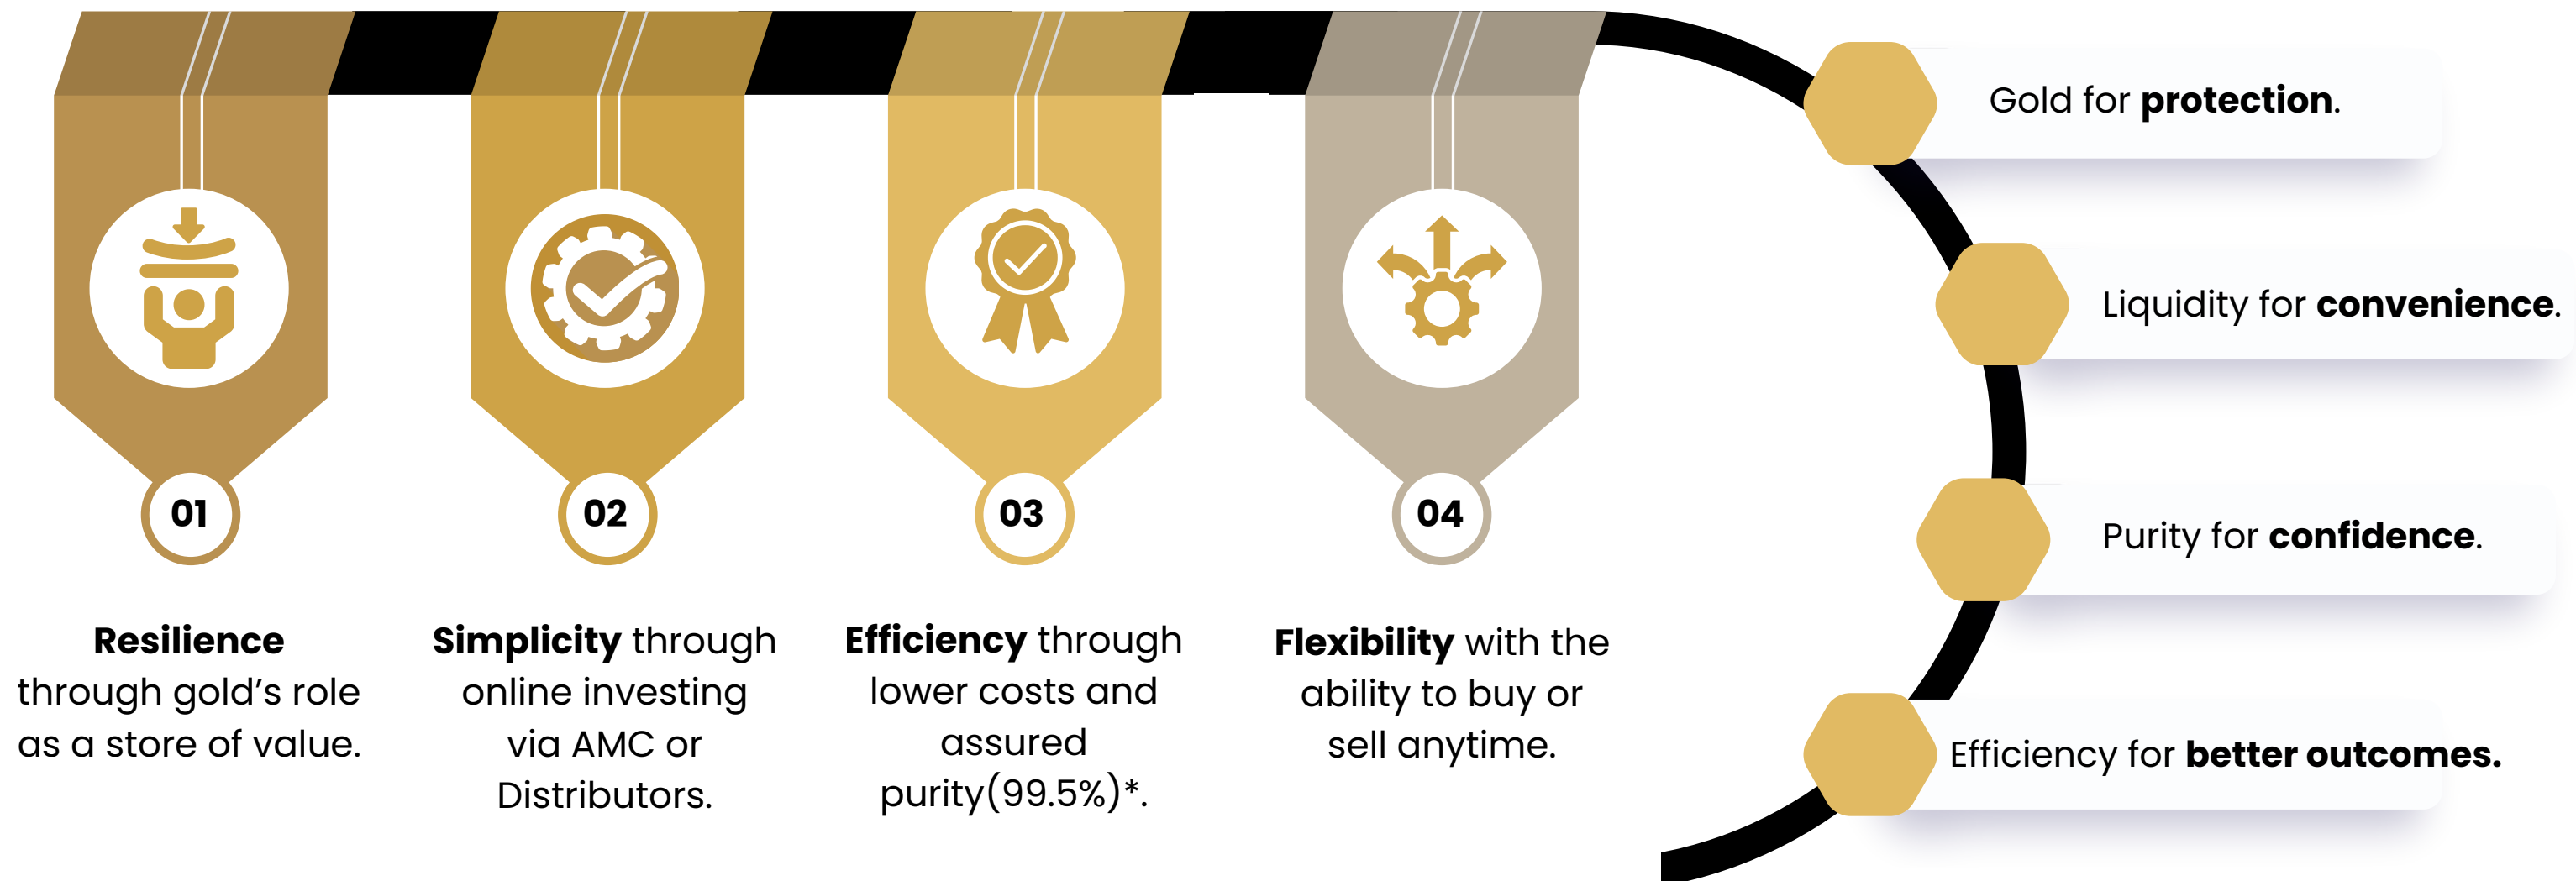 01
Resilience
through gold’s role
as a store of value.
02
Simplicity through
online investing
via AMC or
Distributors.
03
Efficiency through
lower costs and
assured
purity(99.5%)*.
04
Flexibility with the
ability to buy or
sell anytime.
Gold for protection.
Liquidity for convenience.
Purity for confidence.
Efficiency for better outcomes.